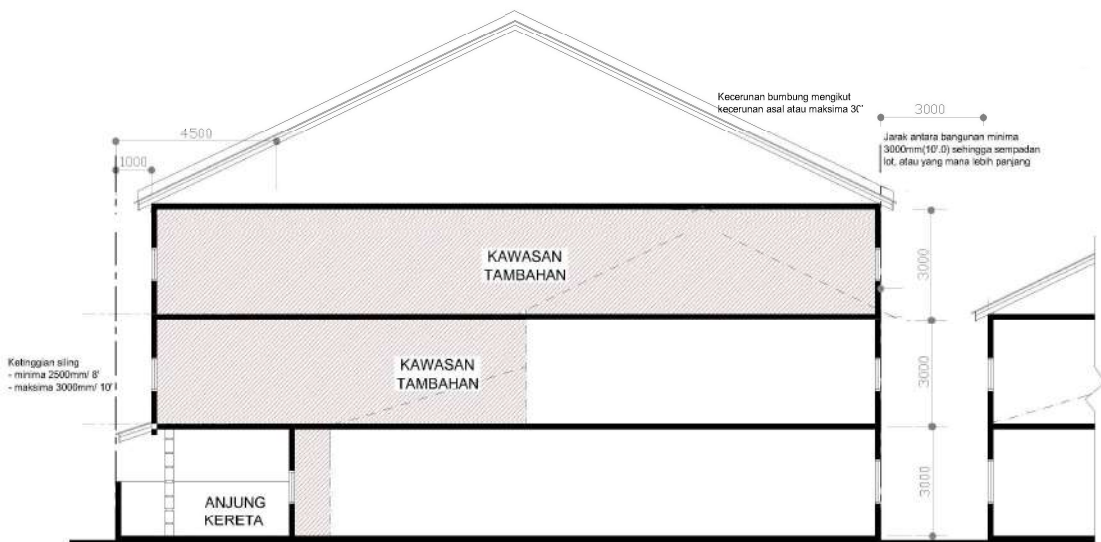 Kecerunan bumbung mengikut
kecerunan asal atau maksima 30°
3000
4500
Jarak antara bangunan minima
3000mm(10'.0) sehingga sempadan
lot, atau yang mana lebih panjang
1000
KAWASAN
TAMBAHAN
3000
Ketinggian siling
- minima 2500mm/ 8'
- maksima 3000mm/ 10'
KAWASAN
TAMBAHAN
3000
ANJUNG
KERETA
3000